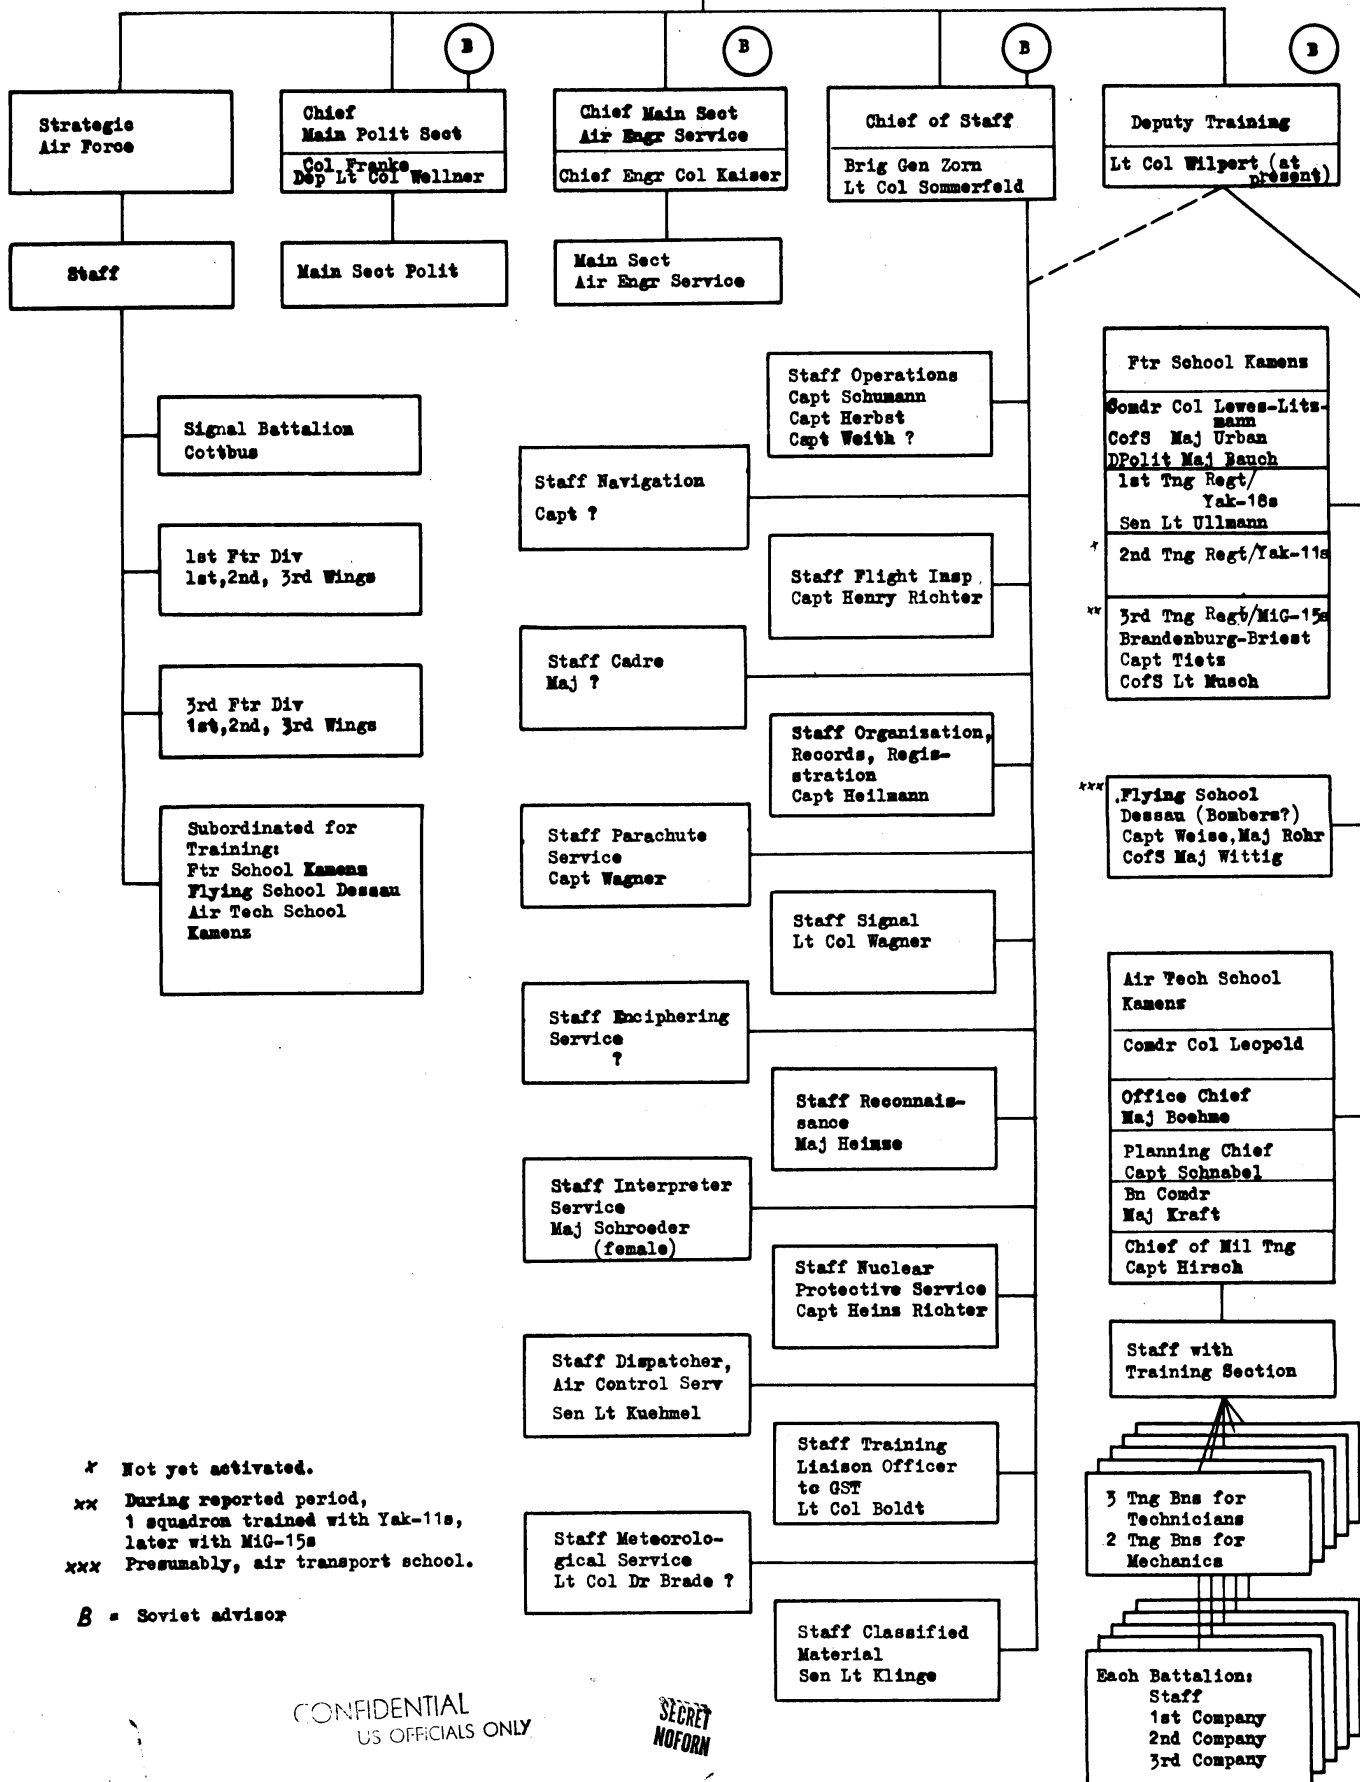 B
B
B
B
Strategic
Air Force
Chief
Main Polit Sect
Col Franke
Dep Lt Col Wellner
Chief Main Sect
Air Engr Service
Chief Engr Col Kaiser
Chief of Staff
Brig Gen Zorn
Lt Col Sommerfeld
Deputy Training
Lt Col Wilpert (at
present)
Staff
Main Sect Polit
Main Sect
Air Engr Service
Signal Battalion
Cottbus
1st Ftr Div
1st,2nd, 3rd Wings
3rd Ftr Div
1st,2nd, 3rd Wings
Subordinated for
Training:
Ftr School Kamenz
Flying School Dessau
Air Tech School
Kamenz
Staff Operations
Capt Schumann
Capt Herbst
Capt Weith ?
Staff Navigation
Capt ?
Staff Flight Insp
Capt Henry Richter
Staff Cadre
Maj ?
Staff Organization,
Records, Regis-
stration
Capt Heilmann
Staff Parachute
Service
Capt Wagner
Staff Signal
Lt Col Wagner
Staff Enciphering
Service
?
Staff Reconnais-
sance
Maj Heinze
Staff Interpreter
Service
Maj Schroeder
(female)
Staff Nuclear
Protective Service
Capt Heinz Richter
Staff Dispatcher,
Air Control Serv
Sen Lt Kuehmel
Staff Training
Liaison Officer
to GST
Lt Col Boldt
Staff Meteorolo-
gical Service
Lt Col Dr Brade ?
Staff Classified
Material
Sen Lt Klinge
Ftr School Kamenz
Comdr Col Lewes-Litz-
mann
CofS Maj Urban
DPolit Maj Bauch
1st Tng Regt/
Yak-18s
Sen Lt Ullmann
x 2nd Tng Regt/Yak-11s
xx 3rd Tng Regt/MiG-15s
Brandenburg-Briest
Capt Tietz
CofS Lt Musch
xxx Flying School
Dessau (Bombers?)
Capt Weise,Maj Rohr
CofS Maj Wittig
Air Tech School
Kamenz
Comdr Col Leopold
Office Chief
Maj Boehme
Planning Chief
Capt Schnabel
Bn Comdr
Maj Kraft
Chief of Mil Tng
Capt Hirsch
Staff with
Training Section
3 Tng Bns for
Technicians
2 Tng Bns for
Mechanics
Each Battalion:
Staff
1st Company
2nd Company
3rd Company
x Not yet activated.
xx During reported period,
1 squadron trained with Yak-11s,
later with MiG-15s
xxx Presumably, air transport school.
B = Soviet advisor
CONFIDENTIAL
US OFFICIALS ONLY
SECRET
NOFORN